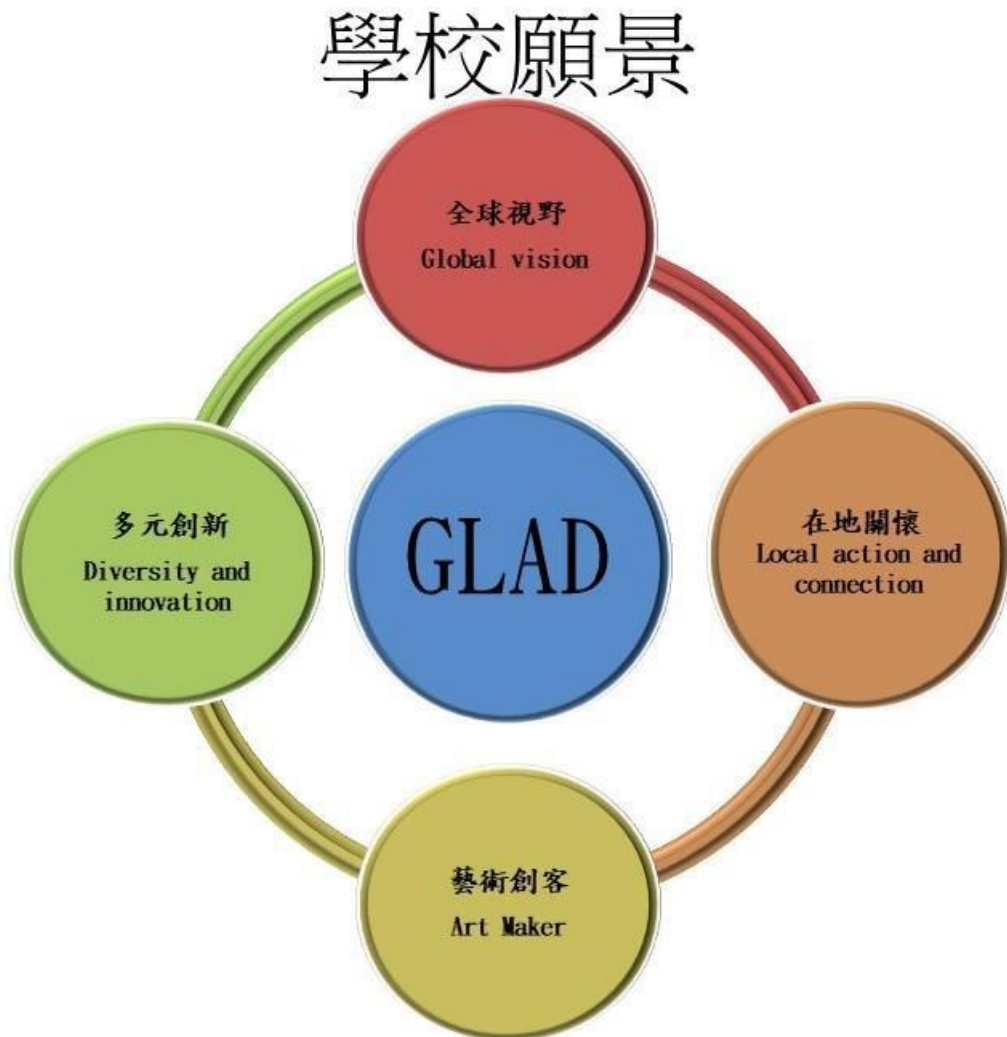 學校願景
全球視野
Global vision
多元創新
Diversity and
innovation
GLAD
在地關懷
Local action and
connection
藝術創客
Art Maker